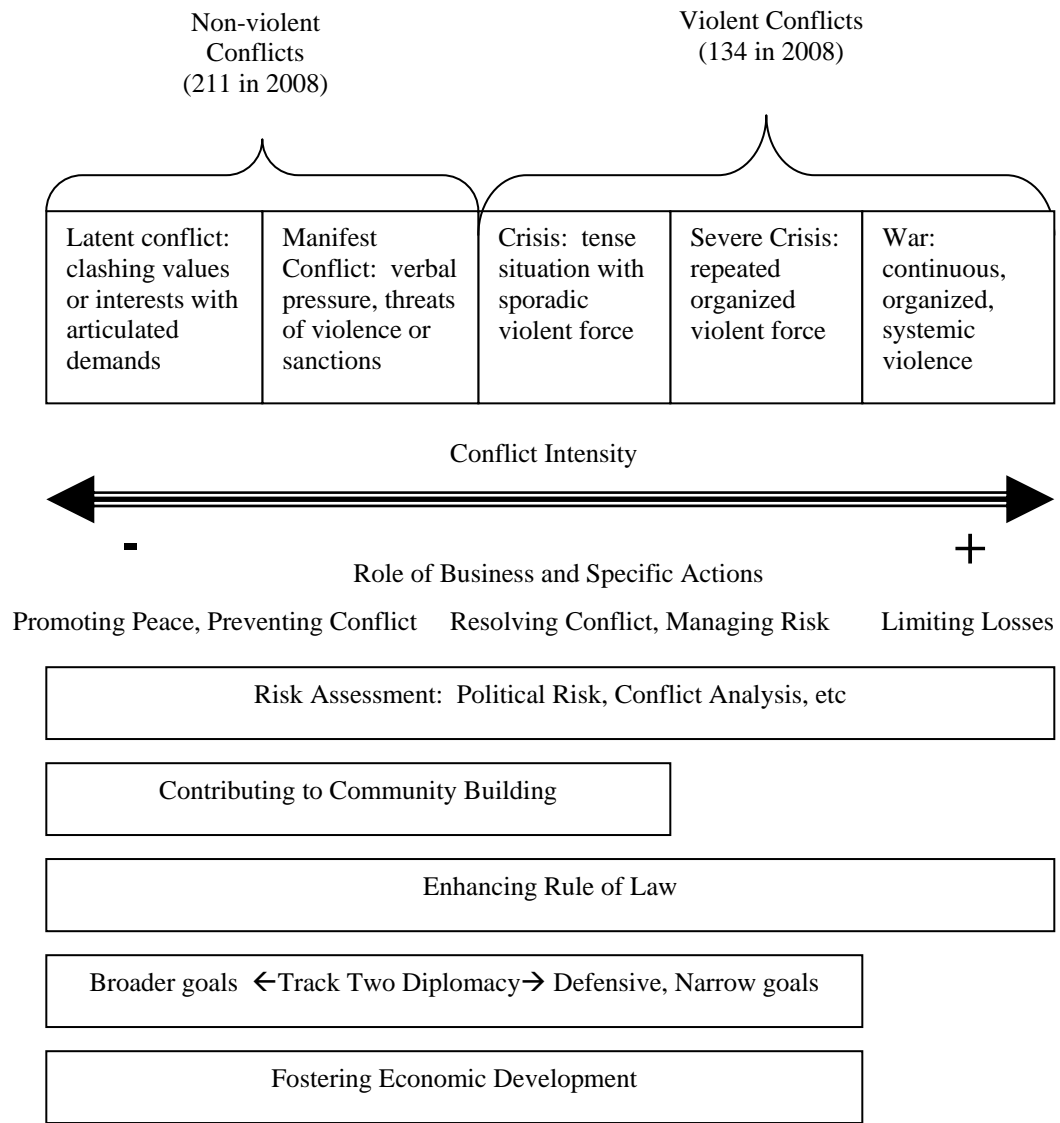 Non-violent
Conflicts
(211 in 2008)
Violent Conflicts
(134 in 2008)
Latent conflict:
clashing values
or interests with
articulated
demands
Manifest
Conflict: verbal
pressure, threats
of violence or
sanctions
Crisis: tense
situation with
sporadic
violent force
Severe Crisis:
repeated
organized
violent force
War:
continuous,
organized,
systemic
violence
Conflict Intensity
- +
Role of Business and Specific Actions
Promoting Peace, Preventing Conflict Resolving Conflict, Managing Risk Limiting Losses
Risk Assessment: Political Risk, Conflict Analysis, etc
Contributing to Community Building
Enhancing Rule of Law
Broader goals ←Track Two Diplomacy→ Defensive, Narrow goals
Fostering Economic Development